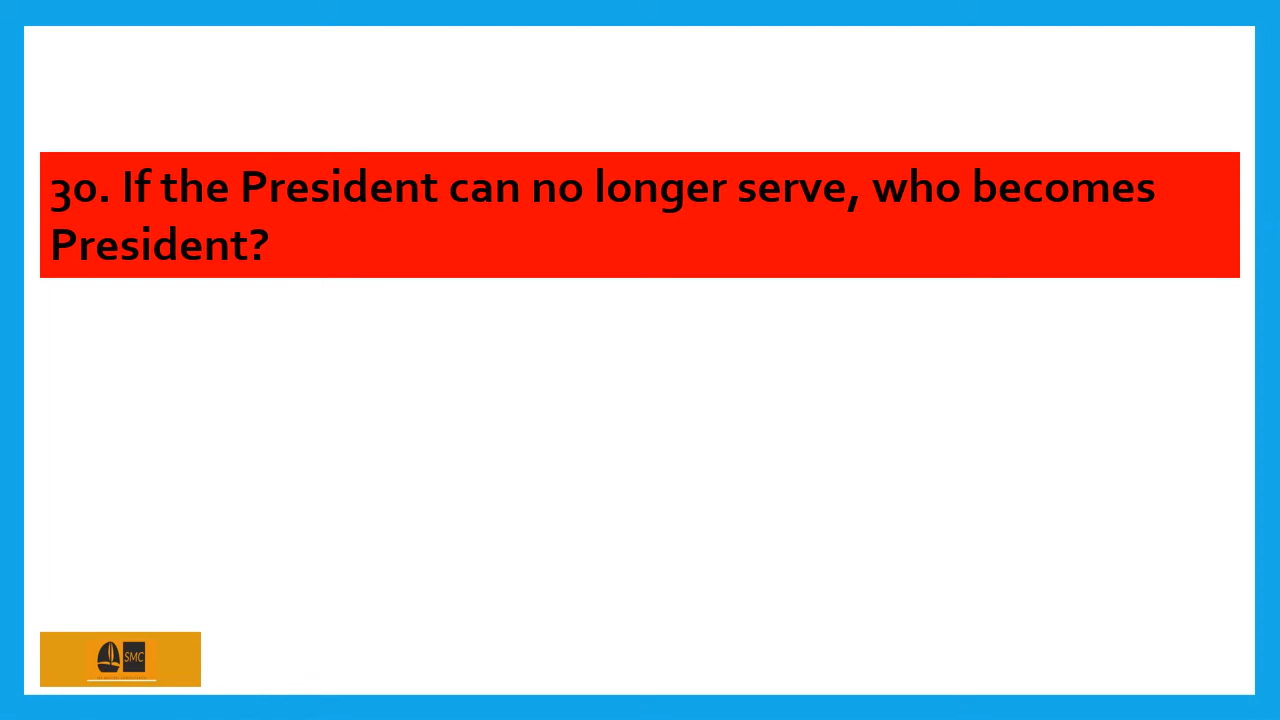 30. If the President can no longer serve, who becomes
President?
SMC